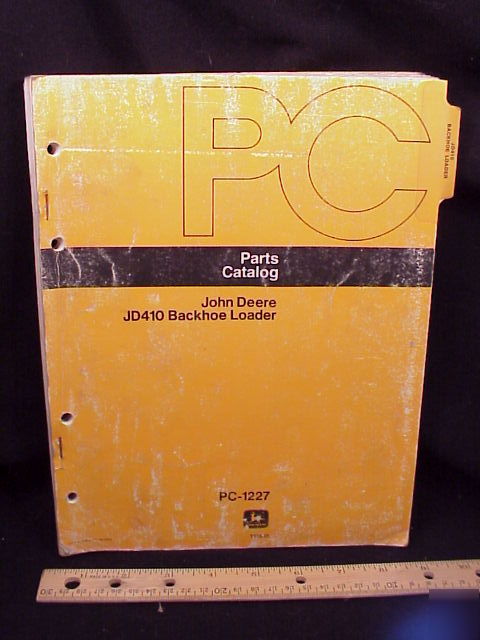 PC
JD410
BACKHOE LOADER
Parts
Catalog
John Deere
JD410 Backhoe Loader
PC-1227